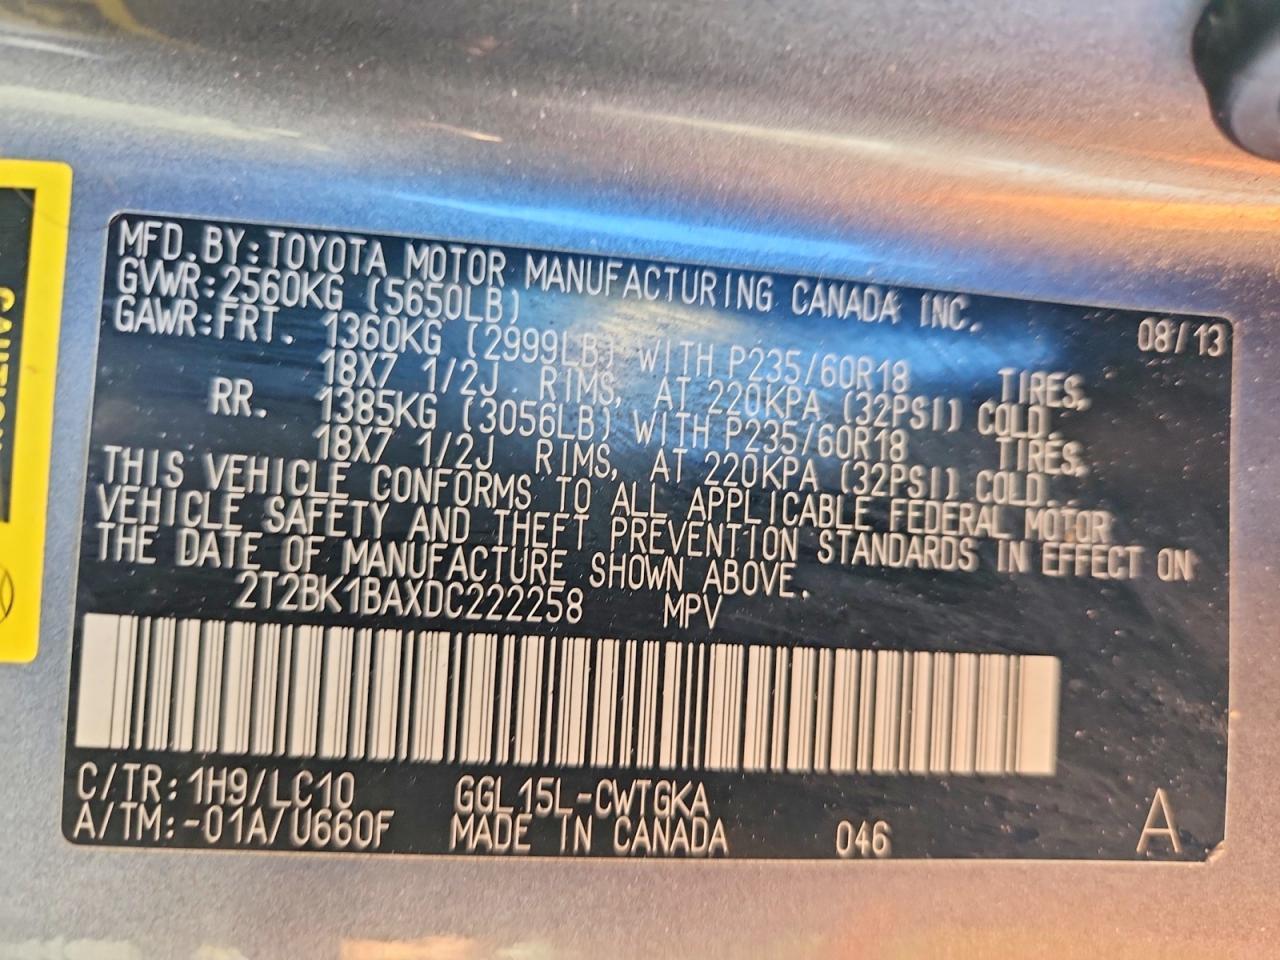 MFD.BY:TOYOTA MOTOR MANUFACTURING CANADA INC.
GVWR:2560KG (5650LB) 08/13
GAWR:FRT. 1360KG (2999LB) WITH P235/60R18 TIRES,
18X7 1/2J RIMS, AT 220KPA (32PSI) COLD.
RR. 1385KG (3056LB) WITH P235/60R18 TIRES,
18X7 1/2J RIMS, AT 220KPA (32PSI) COLD.
THIS VEHICLE CONFORMS TO ALL APPLICABLE FEDERAL MOTOR
VEHICLE SAFETY AND THEFT PREVENTION STANDARDS IN EFFECT ON
THE DATE OF MANUFACTURE SHOWN ABOVE.
2T2BK1BAXDC222258 MPV
C/TR:1H9/LC10 GGL15L-CWTGKA
A/TM:-01A/U660F MADE IN CANADA 046 A